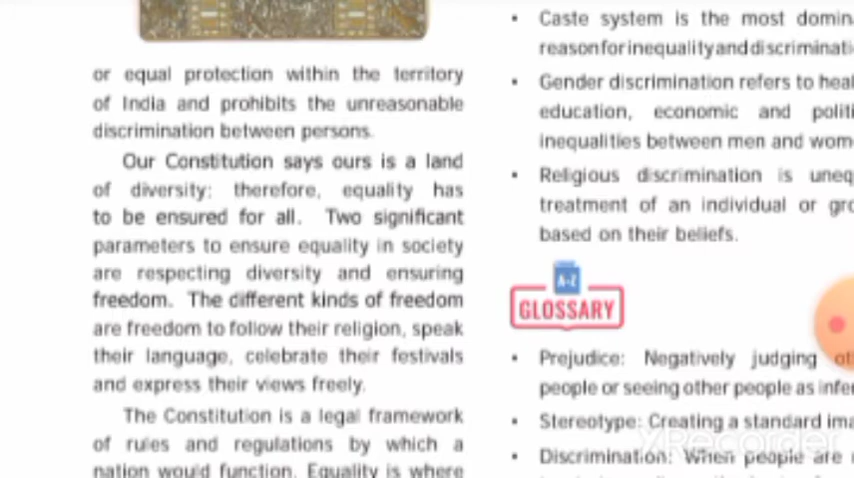 or equal protection within the territory
of India and prohibits the unreasonable
discrimination between persons.
Our Constitution says ours is a land
of diversity; therefore, equality has
to be ensured for all. Two significant
parameters to ensure equality in society
are respecting diversity and ensuring
freedom. The different kinds of freedom
are freedom to follow their religion, speak
their language, celebrate their festivals
and express their views freely.
The Constitution is a legal framework
of rules and regulations by which a
nation would function. Equality is where
• Caste system is the most domin
reason for inequality and discriminati
• Gender discrimination refers to heal
education, economic and politi
inequalities between men and wom
• Religious discrimination is uneq
treatment of an individual or gro
based on their beliefs.
A-Z
GLOSSARY
• Prejudice: Negatively judging ot
people or seeing other people as infe
• Stereotype: Creating a standard ima
• Discrimination: When people are
XRecorder